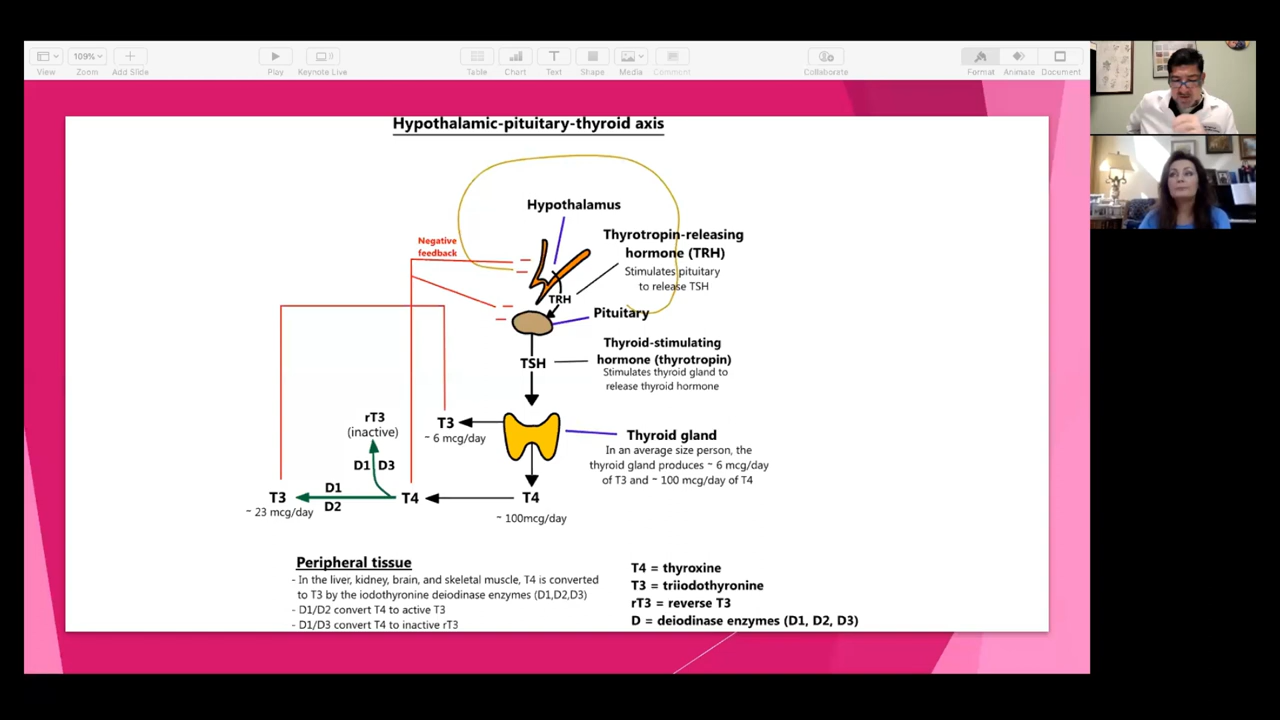 109%
View
Zoom
Add Slide
Play
Keynote Live
Table
Chart
Text
Shape
Media
Comment
Collaborate
Format
Animate
Document
Hypothalamic-pituitary-thyroid axis
Hypothalamus
Negative
feedback
Thyrotropin-releasing
hormone (TRH)
Stimulates pituitary
to release TSH
TRH
Pituitary
TSH
Thyroid-stimulating
hormone (thyrotropin)
Stimulates thyroid gland to
release thyroid hormone
rT3
(inactive)
T3
~ 6 mcg/day
D1
D3
Thyroid gland
In an average size person, the
thyroid gland produces ~ 6 mcg/day
of T3 and ~ 100 mcg/day of T4
T3
~ 23 mcg/day
D1
D2
T4
T4
~ 100mcg/day
Peripheral tissue
- In the liver, kidney, brain, and skeletal muscle, T4 is converted
to T3 by the iodothyronine deiodinase enzymes (D1,D2,D3)
- D1/D2 convert T4 to active T3
- D1/D3 convert T4 to inactive rT3
T4 = thyroxine
T3 = triiodothyronine
rT3 = reverse T3
D = deiodinase enzymes (D1, D2, D3)